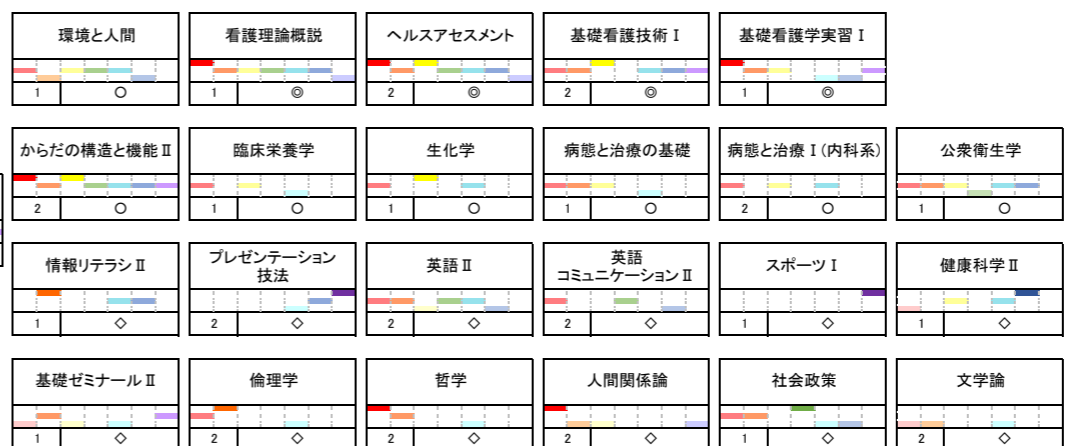 環境と人間
看護理論概説
ヘルスアセスメント
基礎看護技術Ⅰ
基礎看護学実習Ⅰ
1 ○
1 ◎
2 ◎
2 ◎
1 ◎
からだの構造と機能Ⅱ
臨床栄養学
生化学
病態と治療の基礎
病態と治療Ⅰ(内科系)
公衆衛生学
2 ○
1 ○
1 ○
1 ○
2 ○
1 ○
情報リテラシⅡ
プレゼンテーション
技法
英語Ⅱ
英語
コミュニケーションⅡ
スポーツⅠ
健康科学Ⅱ
1 ◇
2 ◇
2 ◇
2 ◇
1 ◇
1 ◇
基礎ゼミナールⅡ
倫理学
哲学
人間関係論
社会政策
文学論
1 ◇
2 ◇
2 ◇
2 ◇
1 ◇
2 ◇